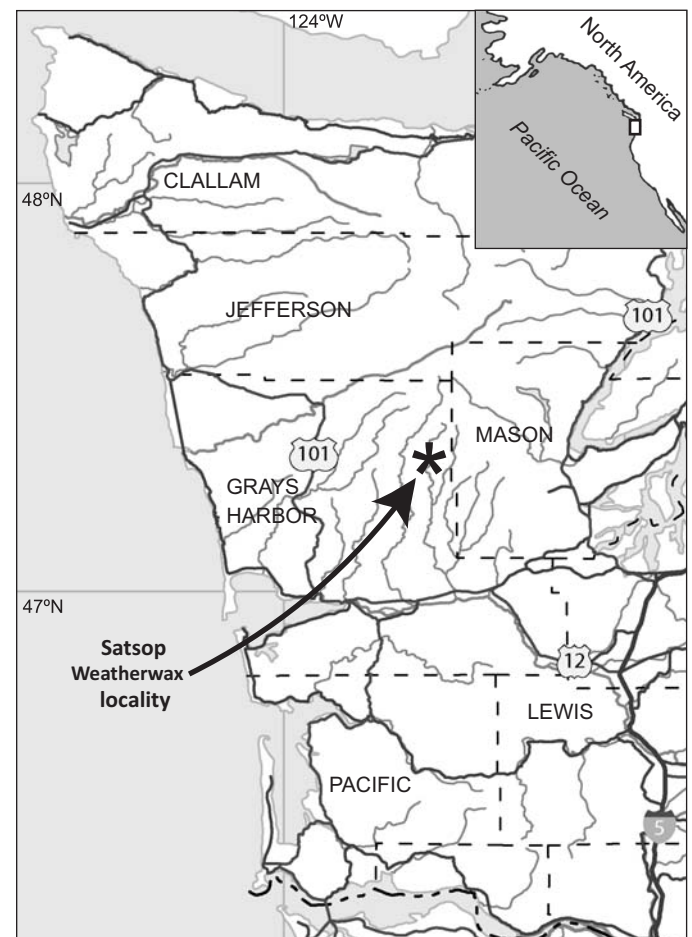 124ºW
North America
Pacific Ocean
48ºN
CLALLAM
JEFFERSON
101
MASON
101
GRAYS
HARBOR
47ºN
Satsop
Weatherwax
locality
12
LEWIS
PACIFIC
5